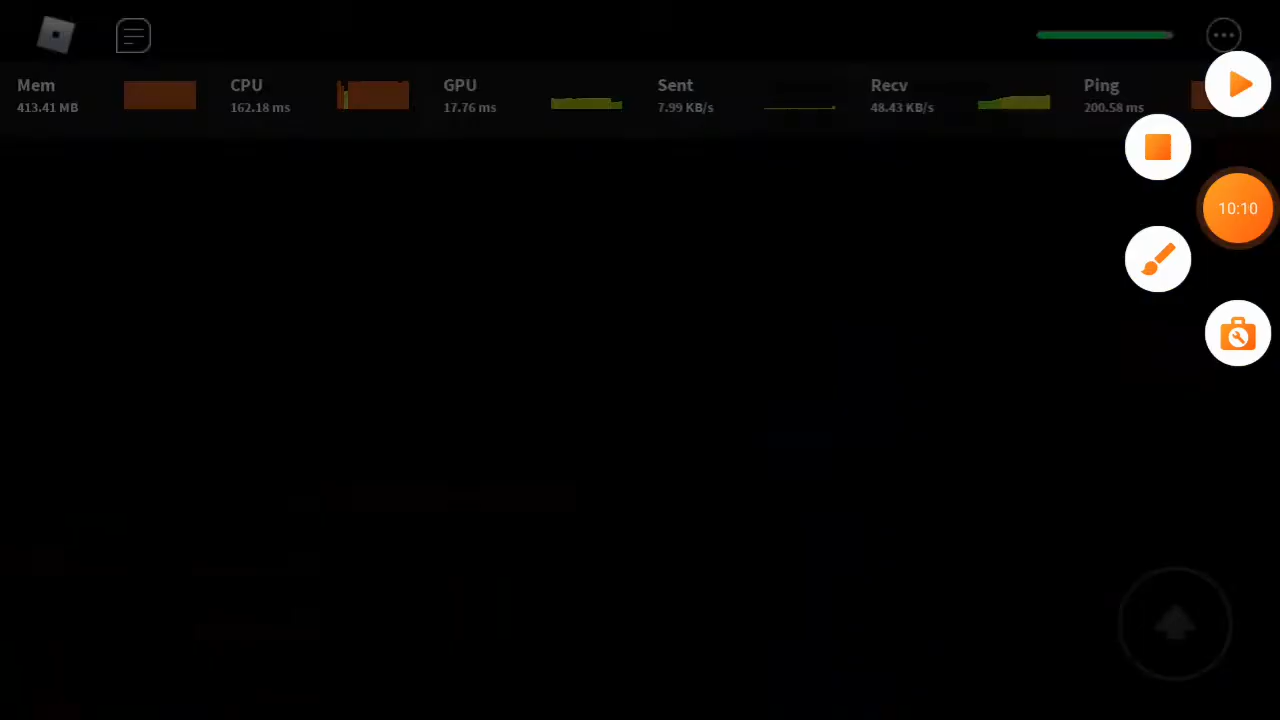 Mem
413.41 MB
CPU
162.18 ms
GPU
17.76 ms
Sent
7.99 KB/s
Recv
48.43 KB/s
Ping
200.58 ms
10:10